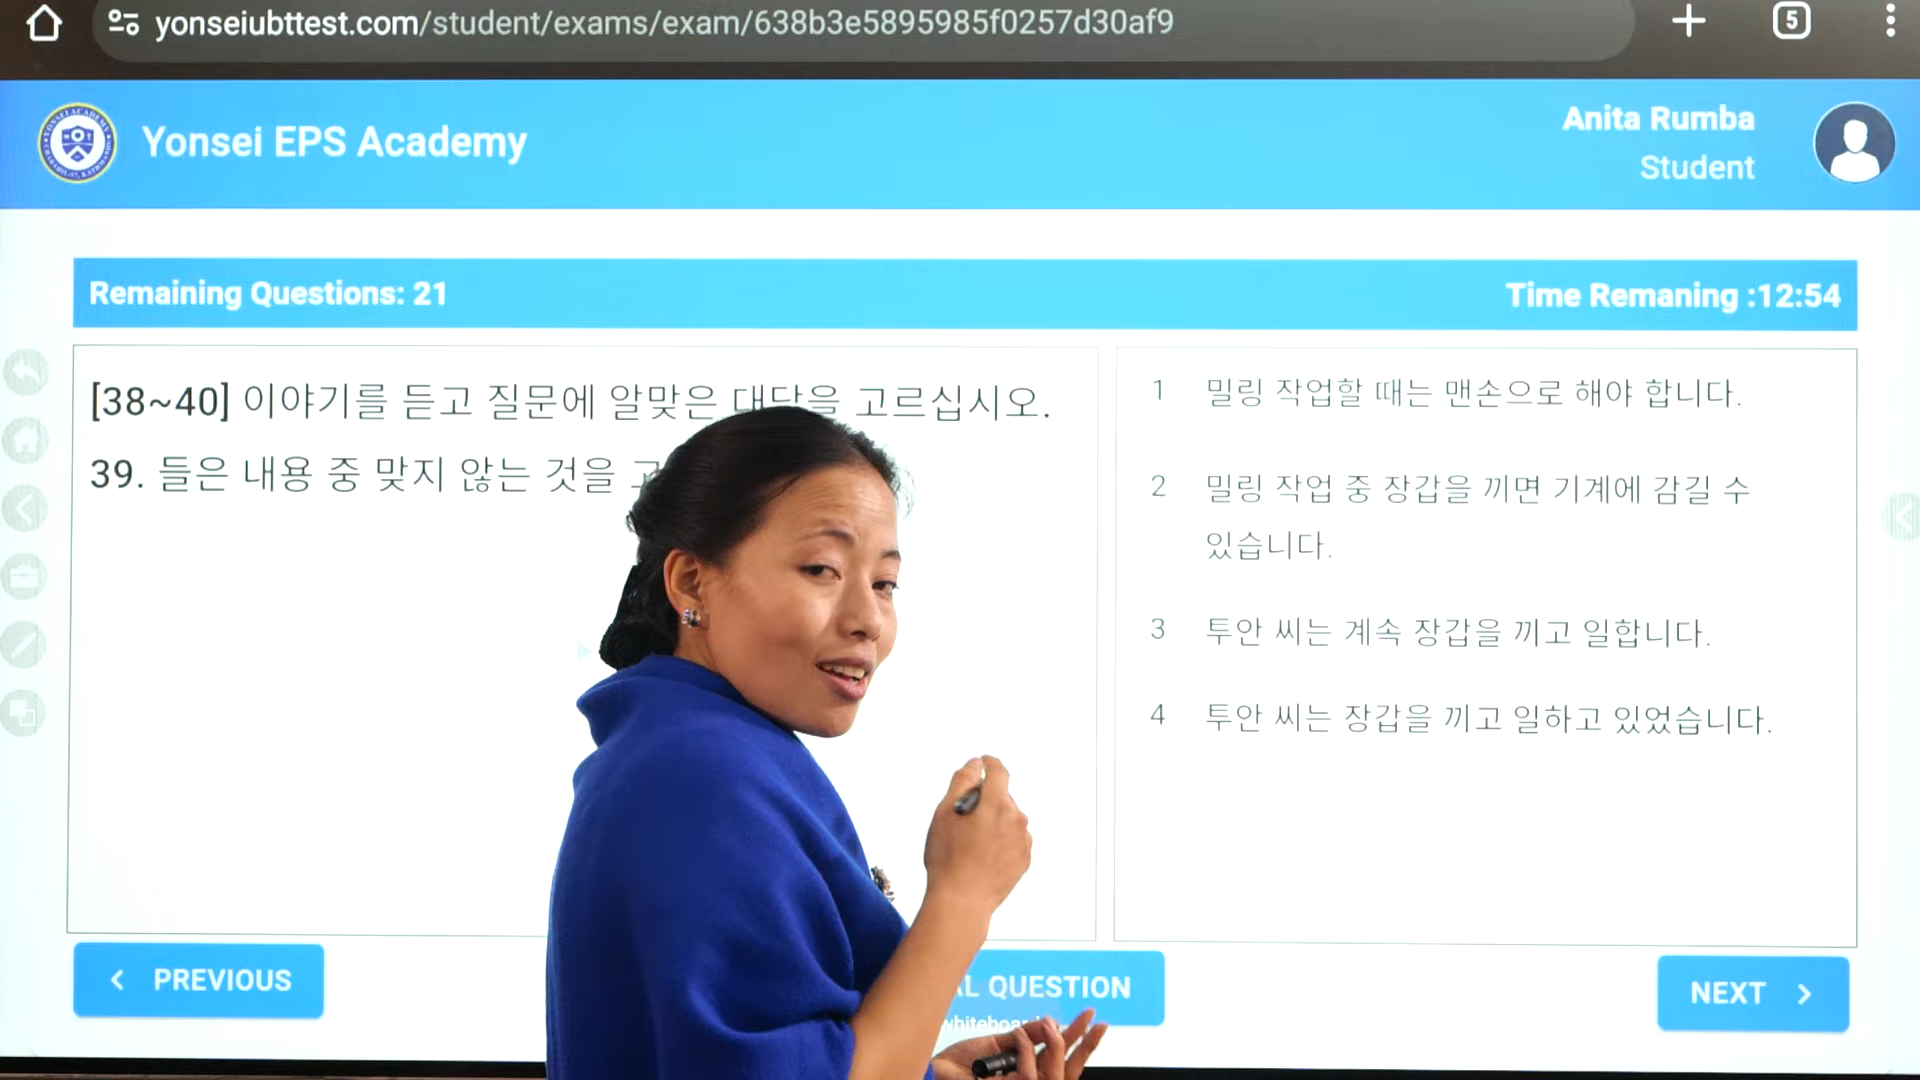 yonseiubttest.com/student/exams/exam/638b3e5895985f0257d30af9
5
Yonsei EPS Academy
Anita Rumba
Student
Remaining Questions: 21
Time Remaning :12:54
[38~40] 이야기를 듣고 질문에 알맞은 대답을 고르십시오.
39. 들은 내용 중 맞지 않는 것을
1 밀링 작업할 때는 맨손으로 해야 합니다.
2 밀링 작업 중 장갑을 끼면 기계에 감길 수
있습니다.
3 투안 씨는 계속 장갑을 끼고 일합니다.
4 투안 씨는 장갑을 끼고 일하고 있었습니다.
PREVIOUS
QUESTION
NEXT